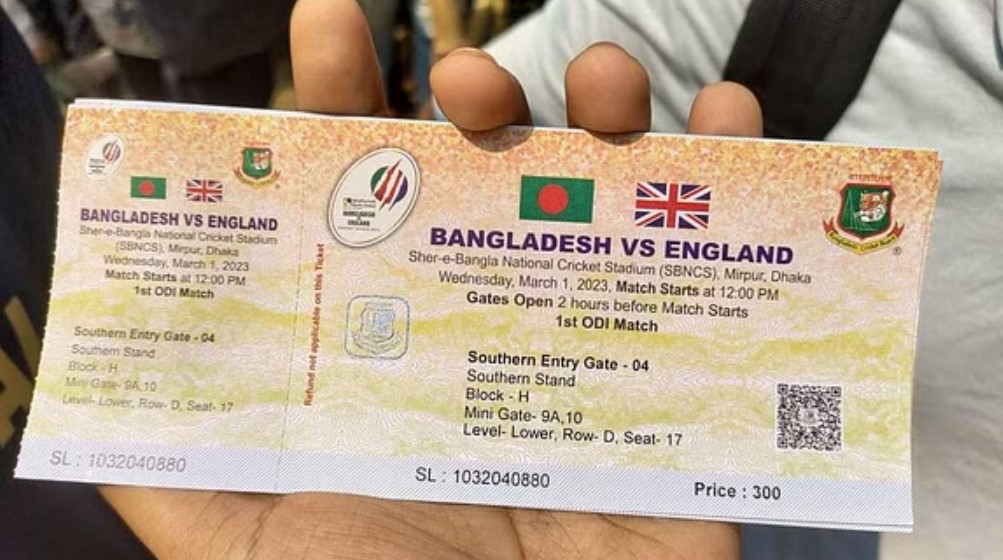 BANGLADESH VS ENGLAND
Sher-e-Bangla National Cricket Stadium
(SBNCS), Mirpur, Dhaka
Wednesday, March 1, 2023
Match Starts at 12:00 PM
1st ODI Match
Southern Entry Gate - 04
Southern Stand
Block - H
Mini Gate- 9A,10
Level- Lower, Row- D, Seat- 17
SL : 1032040880
Refund not applicable on this Ticket
BANGLADESH VS ENGLAND
Sher-e-Bangla National Cricket Stadium (SBNCS), Mirpur, Dhaka
Wednesday, March 1, 2023, Match Starts at 12:00 PM
Gates Open 2 hours before Match Starts
1st ODI Match
Southern Entry Gate - 04
Southern Stand
Block - H
Mini Gate- 9A,10
Level- Lower, Row- D, Seat- 17
SL : 1032040880
Price : 300